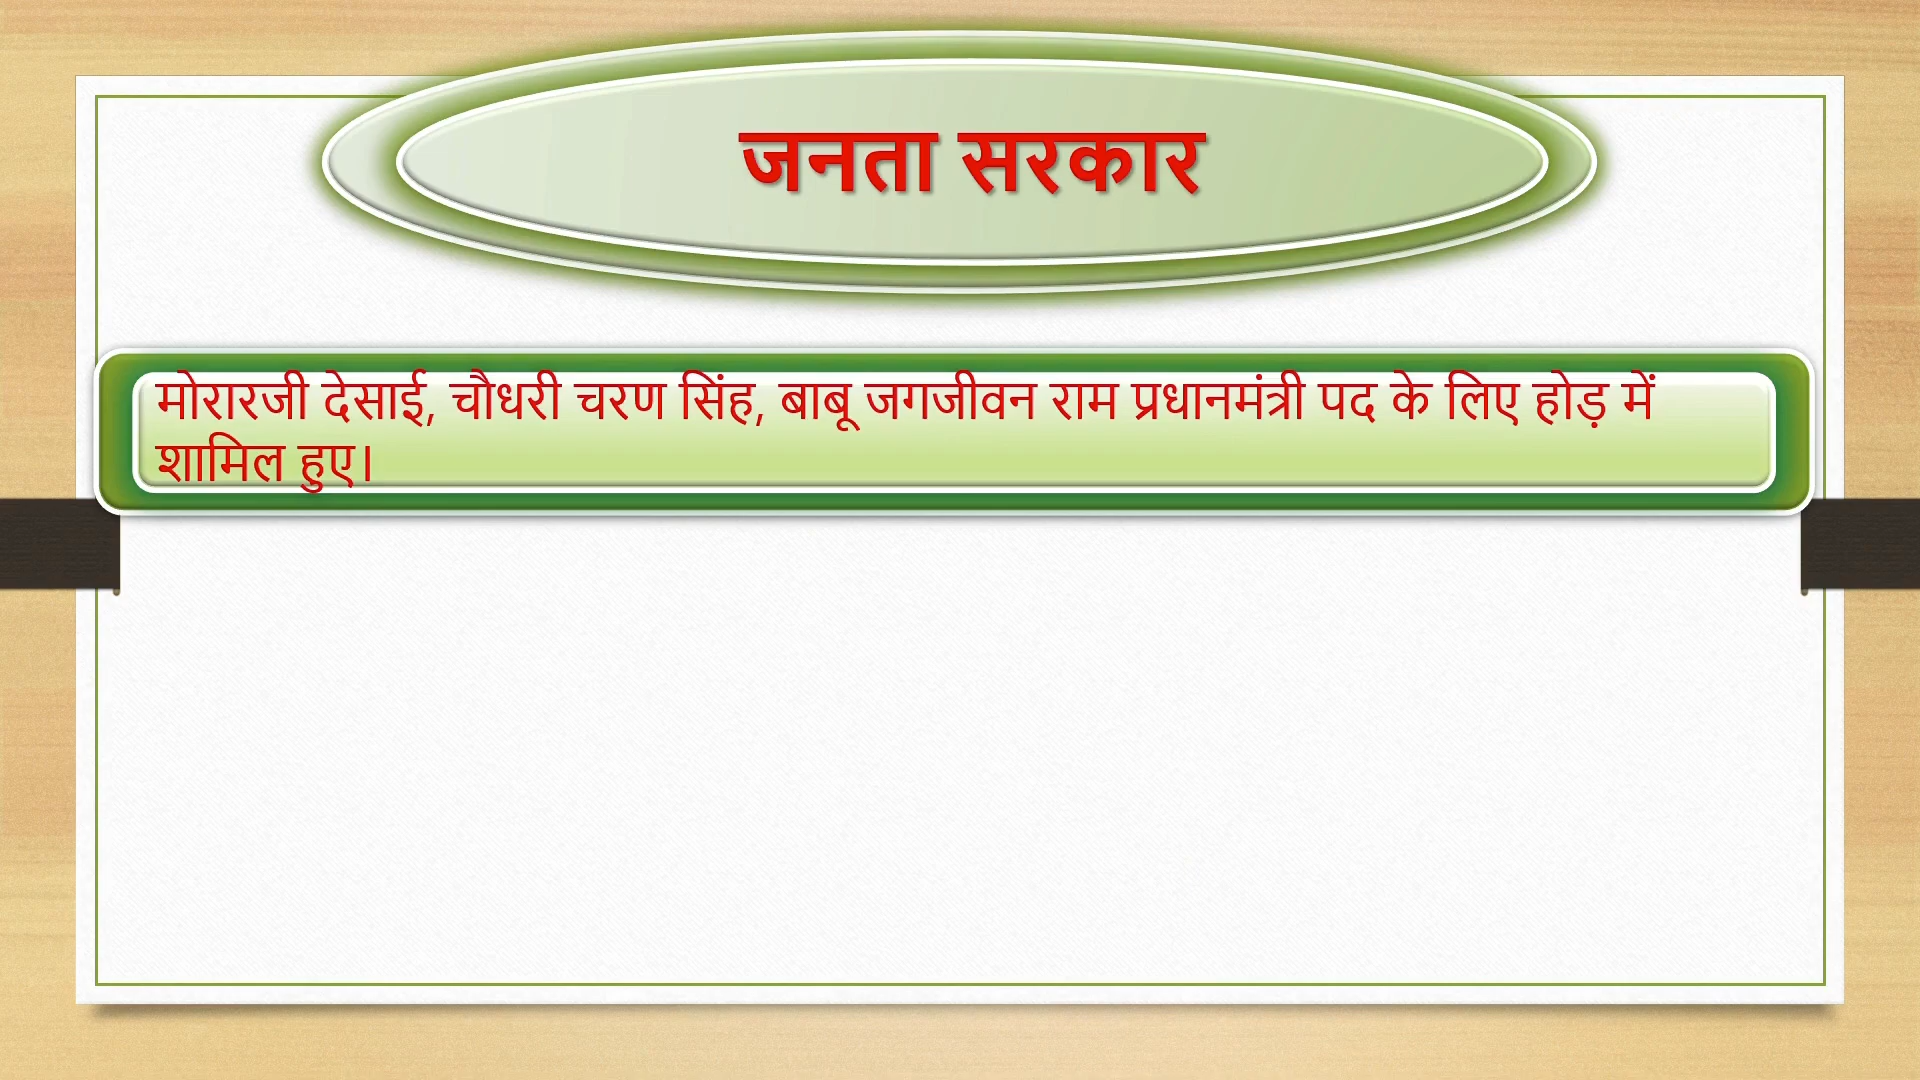 जनता सरकार
मोरारजी देसाई, चौधरी चरण सिंह, बाबू जगजीवन राम प्रधानमंत्री पद के लिए होड़ में
शामिल हुए।